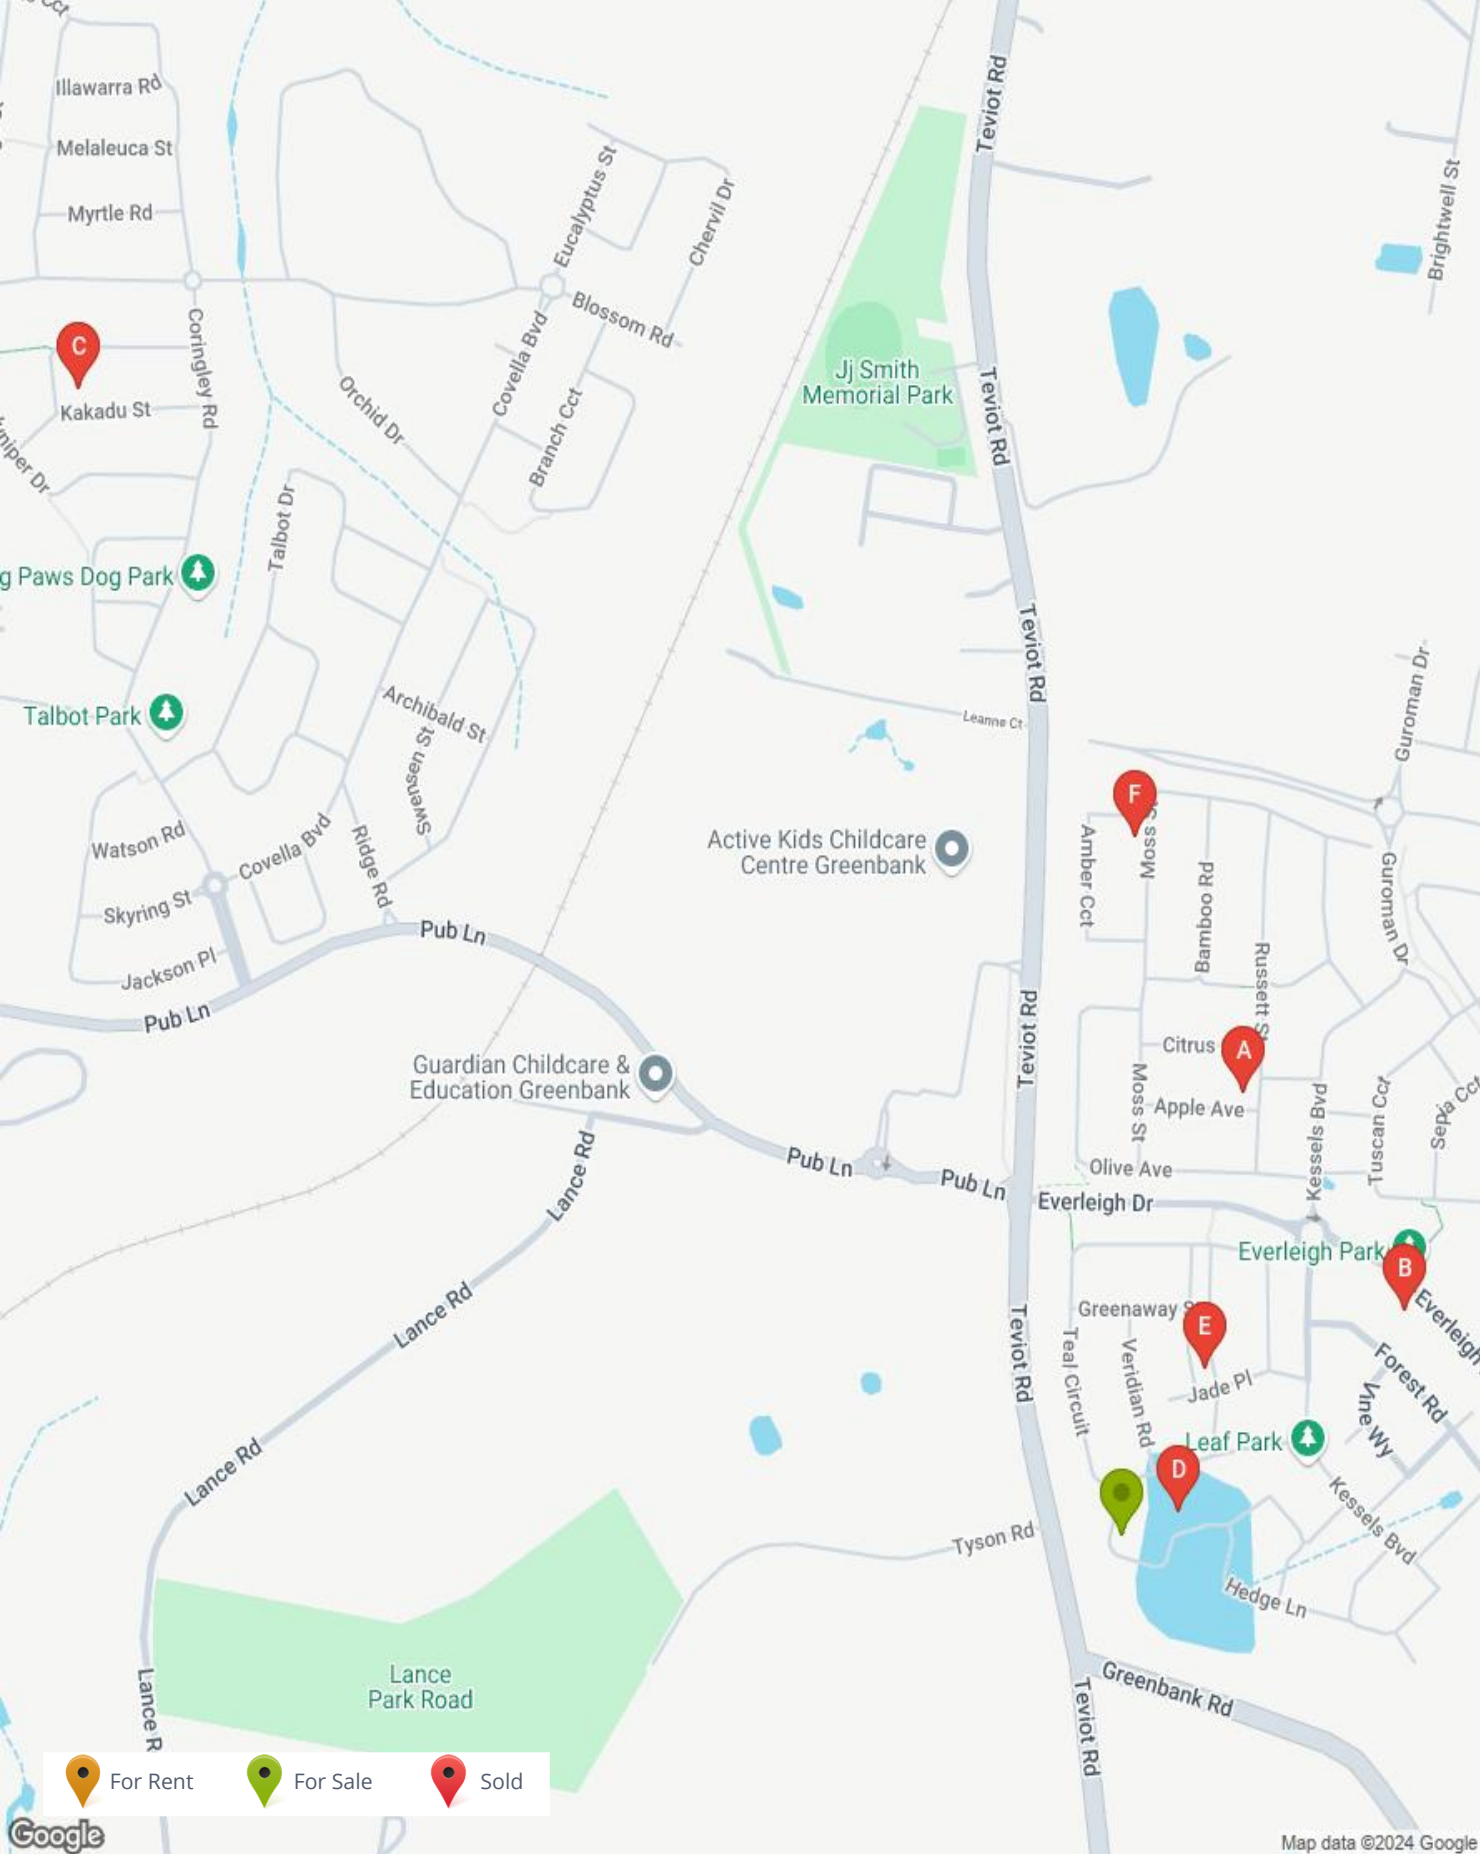 Illawarra Rd
Melaleuca St
Myrtle Rd
Eucalyptus St
Chervil Dr
Teviot Rd
Brightwell St
C
Kakadu St
Coringley Rd
Orchid Dr
Covella Bvd
Blossom Rd
Branch Cct
Jj Smith
Memorial Park
Teviot Rd
Talbot Dr
g Paws Dog Park
Teviot Rd
Talbot Park
Archibald St
Swensen St
Leanne Ct
Guroman Dr
F
Watson Rd
Covella Bvd
Ridge Rd
Active Kids Childcare
Centre Greenbank
Amber Cct
Moss St
Bamboo Rd
Guroman Dr
Skyring St
Pub Ln
Jackson Pl
Pub Ln
Russett St
Teviot Rd
Citrus
A
Guardian Childcare &
Education Greenbank
Moss St
Apple Ave
Kessels Bvd
Tuscan Cct
Sepia Cct
Lance Rd
Pub Ln
Pub Ln
Olive Ave
Everleigh Dr
Everleigh Park
B
Everleigh
Greenaway S
E
Lance Rd
Teviot Rd
Teal Circuit
Veridian Rd
Jade Pl
Forest Rd
Vine Wy
Leaf Park
D
Lance Rd
Kessels Bvd
Tyson Rd
Hedge Ln
Lance
Park Road
Lance R
Greenbank Rd
Teviot Rd
For Rent
For Sale
Sold
Google
Map data ©2024 Google